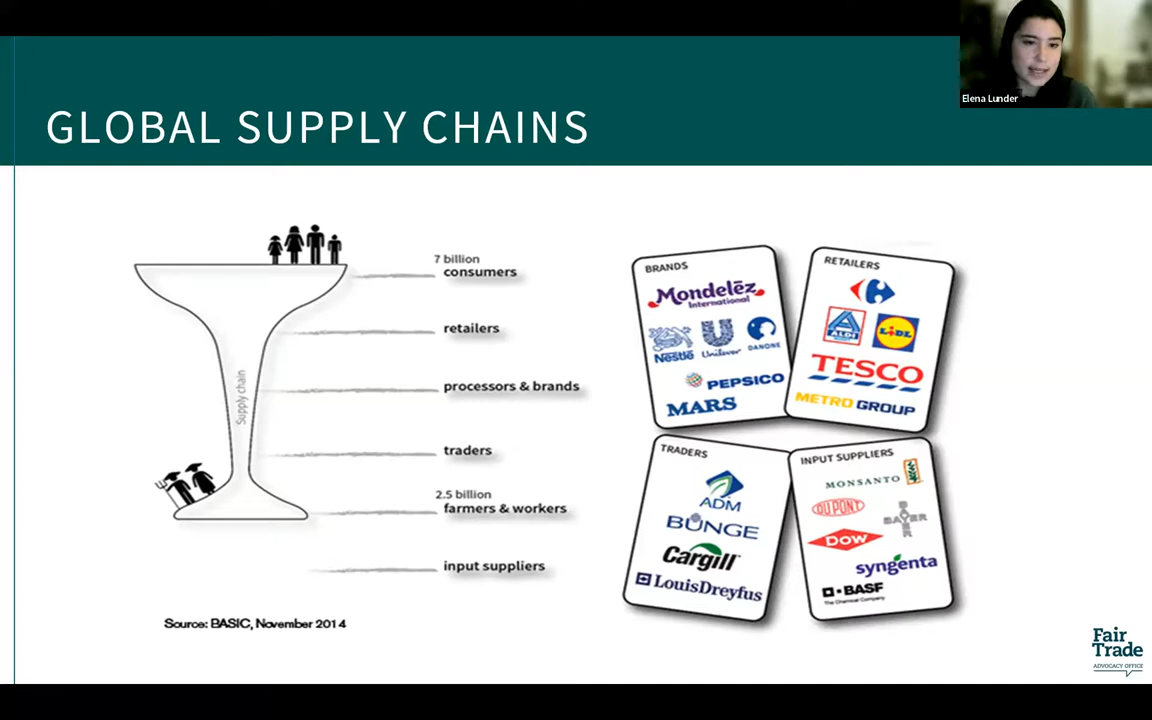 Elena Lunder
GLOBAL SUPPLY CHAINS
7 billion
consumers
retailers
processors & brands
traders
2.5 billion
farmers & workers
input suppliers
Supply chain
Source: BASIC, November 2014
BRANDS
Mondelēz
International
Nestle
Unilever
DANONE
PEPSICO
MARS
RETAILERS
ALDI
LIDL
TESCO
METRO GROUP
TRADERS
ADM
BUNGE
Cargill
LouisDreyfus
INPUT SUPPLIERS
MONSANTO
DUPONT
BAYER
BAYER
DOW
syngenta
BASF
The Chemical Company
Fair
Trade
ADVOCACY OFFICE